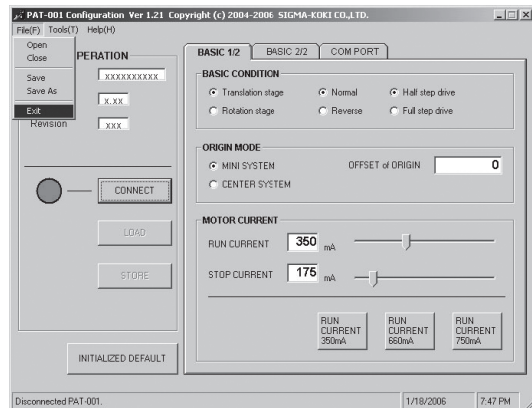 PAT-001 Configuration Ver 1.21 Copyright (c) 2004-2006 SIGMA-KOKI CO.,LTD.
File(F) Tools(T) Help(H)
Open
Close
Save
Save As
Exit
PERATION
xxxxxxxxxx
x.xx
Revision xxx
CONNECT
LOAD
STORE
INITIALIZED DEFAULT
BASIC 1/2 BASIC 2/2 COM PORT
BASIC CONDITION
Translation stage Normal Half step drive
Rotation stage Reverse Full step drive
ORIGIN MODE
MINI SYSTEM OFFSET of ORIGIN 0
CENTER SYSTEM
MOTOR CURRENT
RUN CURRENT 350 mA
STOP CURRENT 175 mA
RUN CURRENT 350mA
RUN CURRENT 660mA
RUN CURRENT 750mA
Disconnected PAT-001. 1/18/2006 7:47 PM